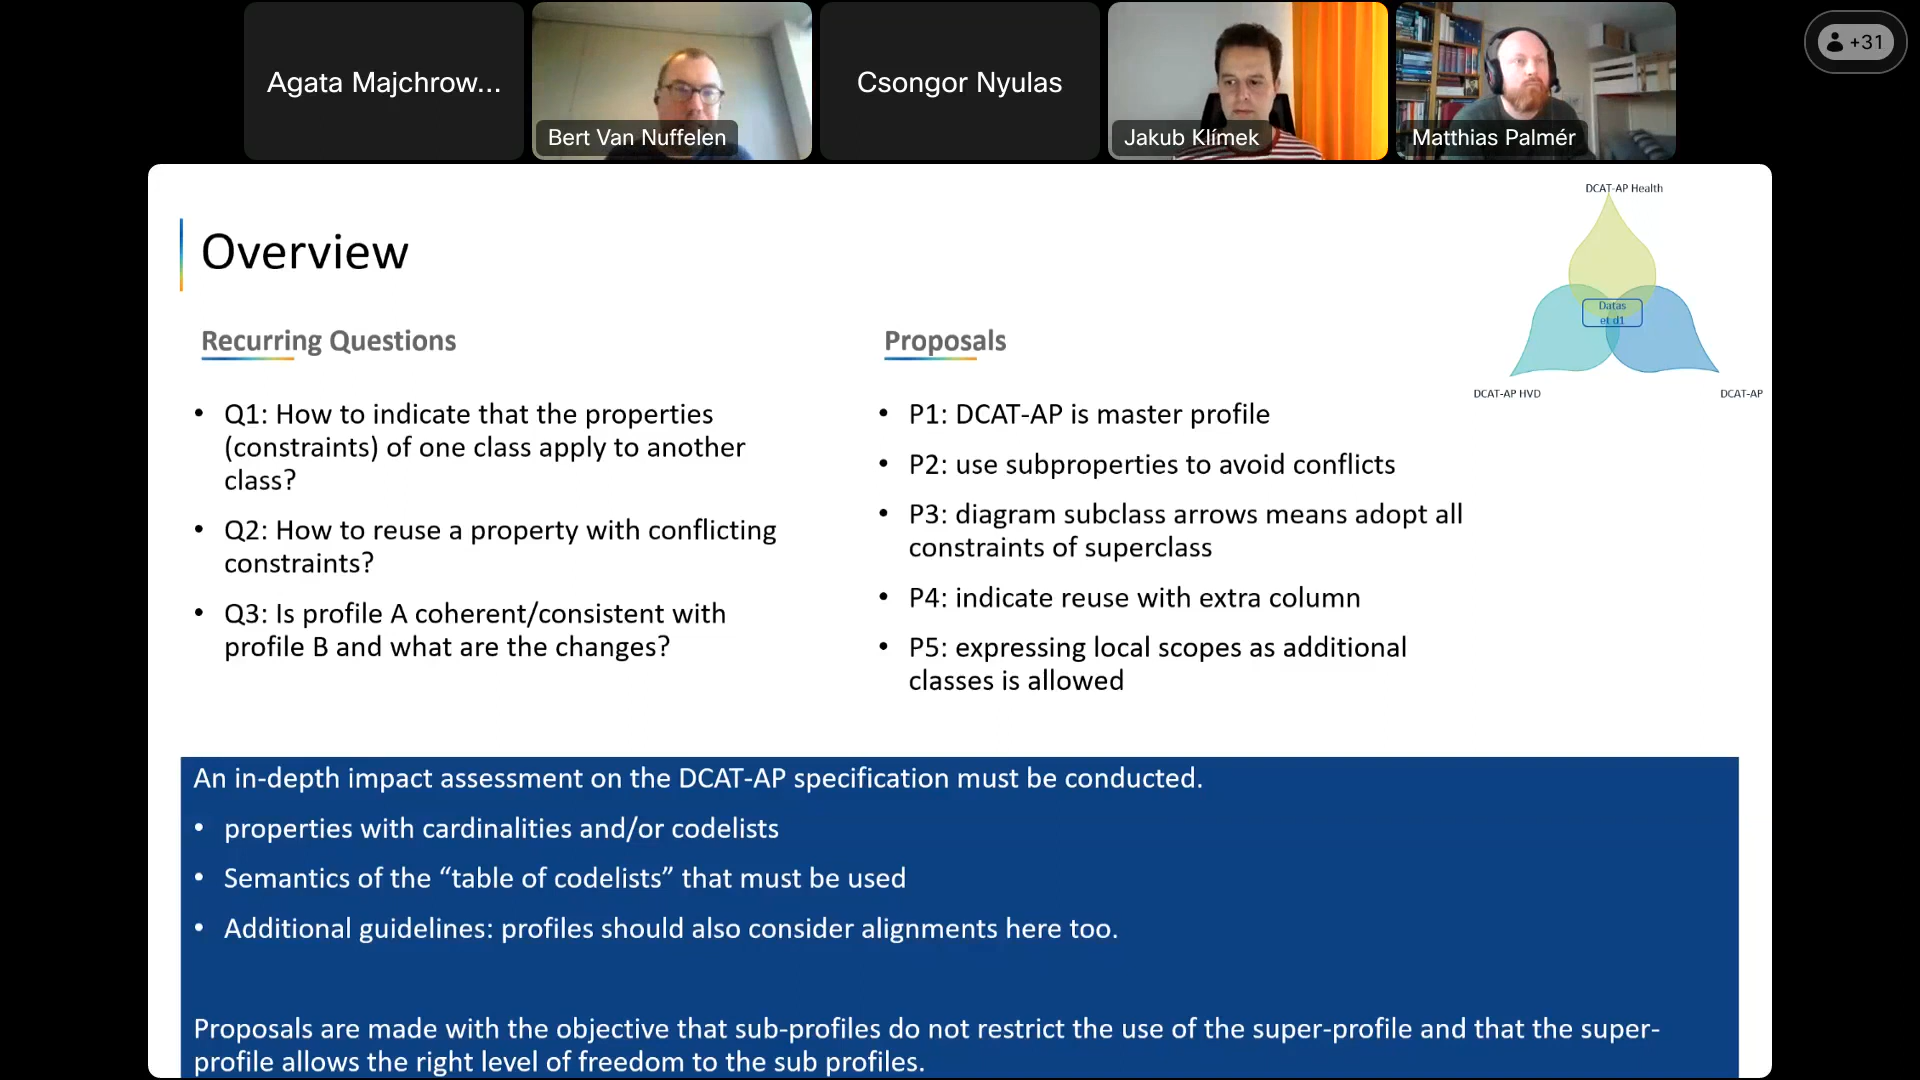 Agata Majchrow...
Bert Van Nuffelen
Csongor Nyulas
Jakub Klímek
Matthias Palmér
+31
DCAT-AP Health
Overview
Datas
et d1
DCAT-AP HVD
DCAT-AP
Recurring Questions
• Q1: How to indicate that the properties
(constraints) of one class apply to another
class?
• Q2: How to reuse a property with conflicting
constraints?
• Q3: Is profile A coherent/consistent with
profile B and what are the changes?
Proposals
• P1: DCAT-AP is master profile
• P2: use subproperties to avoid conflicts
• P3: diagram subclass arrows means adopt all
constraints of superclass
• P4: indicate reuse with extra column
• P5: expressing local scopes as additional
classes is allowed
An in-depth impact assessment on the DCAT-AP specification must be conducted.
• properties with cardinalities and/or codelists
• Semantics of the “table of codelists” that must be used
• Additional guidelines: profiles should also consider alignments here too.
Proposals are made with the objective that sub-profiles do not restrict the use of the super-profile and that the super-
profile allows the right level of freedom to the sub profiles.